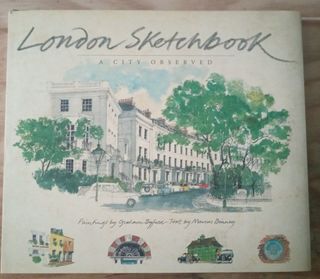 London Sketchbook
A CITY OBSERVED
Paintings by Graham Byfield · Text by Marcus Binney